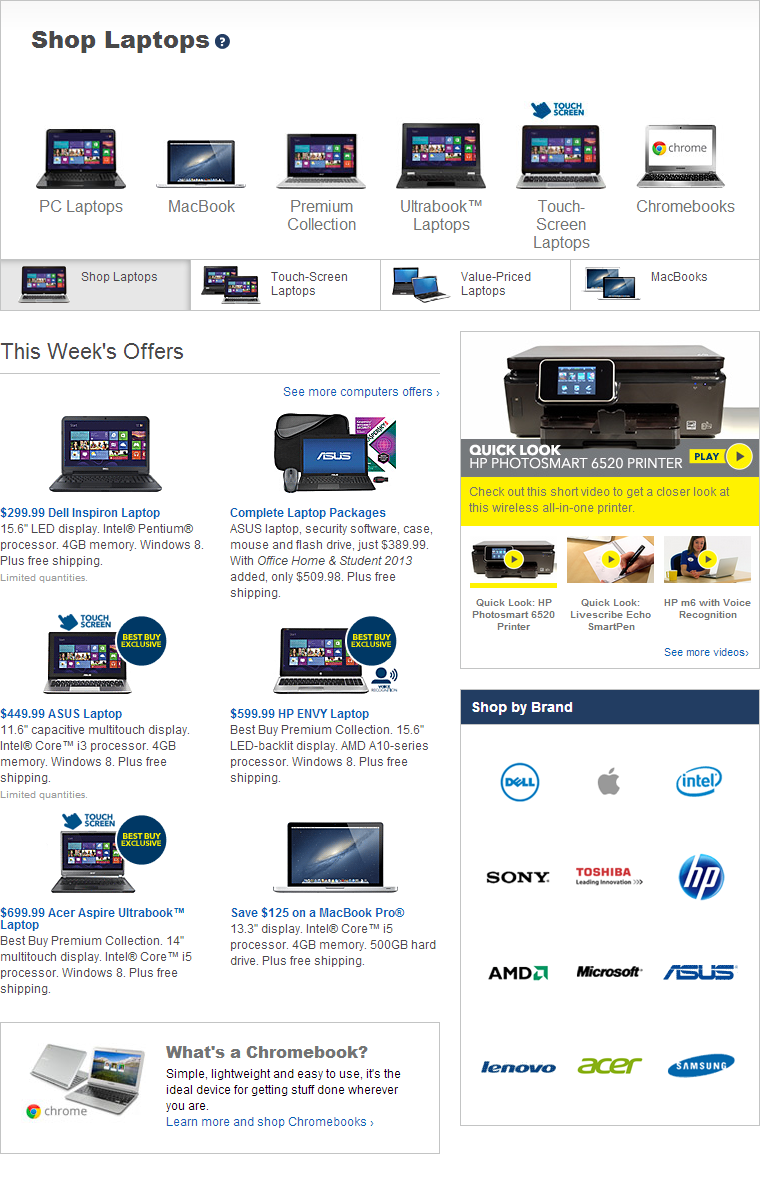 Shop Laptops ?
TOUCH
SCREEN
chrome
PC Laptops
MacBook
Premium
Collection
Ultrabook™
Laptops
Touch-
Screen
Laptops
Chromebooks
Shop Laptops
Touch-Screen
Laptops
Value-Priced
Laptops
MacBooks
This Week's Offers
See more computers offers ›
ASUS
$299.99 Dell Inspiron Laptop
15.6" LED display. Intel® Pentium®
processor. 4GB memory. Windows 8.
Plus free shipping.
Limited quantities.
Complete Laptop Packages
ASUS laptop, security software, case,
mouse and flash drive, just $389.99.
With Office Home & Student 2013
added, only $509.98. Plus free
shipping.
TOUCH
SCREEN
BEST BUY
EXCLUSIVE
$449.99 ASUS Laptop
11.6" capacitive multitouch display.
Intel® Core™ i3 processor. 4GB
memory. Windows 8. Plus free
shipping.
Limited quantities.
BEST BUY
EXCLUSIVE
VOICE
RECOGNITION
$599.99 HP ENVY Laptop
Best Buy Premium Collection. 15.6"
LED-backlit display. AMD A10-series
processor. Windows 8. Plus free
shipping.
TOUCH
SCREEN
BEST BUY
EXCLUSIVE
$699.99 Acer Aspire Ultrabook™
Laptop
Best Buy Premium Collection. 14"
multitouch display. Intel® Core™ i5
processor. Windows 8. Plus free
shipping.
Save $125 on a MacBook Pro®
13.3" display. Intel® Core™ i5
processor. 4GB memory. 500GB hard
drive. Plus free shipping.
chrome
What's a Chromebook?
Simple, lightweight and easy to use, it's the
ideal device for getting stuff done wherever
you are.
Learn more and shop Chromebooks ›
QUICK LOOK
HP PHOTOSMART 6520 PRINTER
PLAY
Check out this short video to get a closer look at
this wireless all-in-one printer.
Quick Look: HP
Photosmart 6520
Printer
Quick Look:
Livescribe Echo
SmartPen
HP m6 with Voice
Recognition
See more videos›
Shop by Brand
DELL
intel
SONY.
TOSHIBA
Leading Innovation >>>
hp
AMD
Microsoft
ASUS
lenovo
acer
SAMSUNG